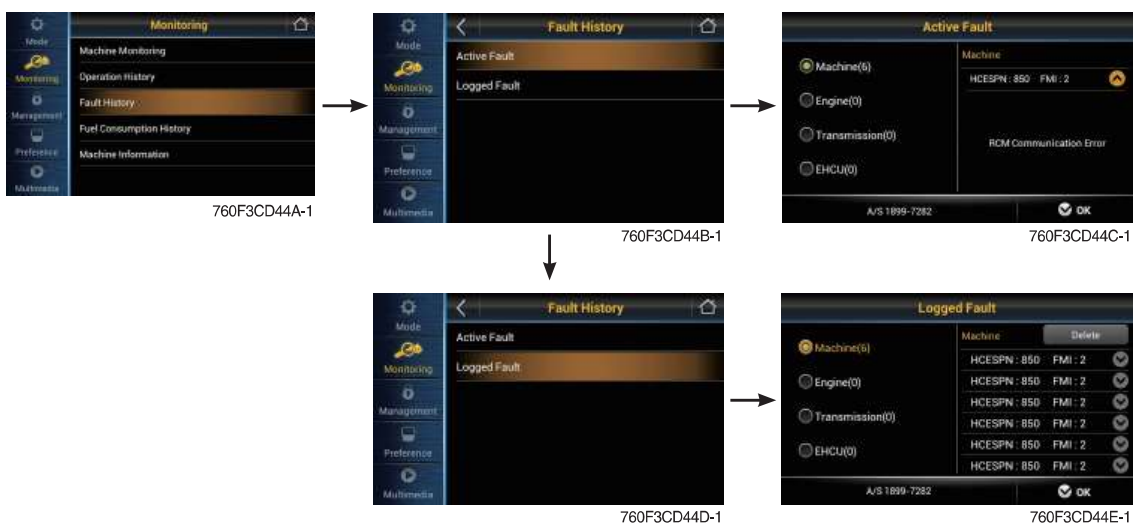 Mode
Monitoring
Management
Preference
Multimedia
Monitoring
Machine Monitoring
Operation History
Fault History
Fuel Consumption History
Machine Information
760F3CD44A-1
Mode
Monitoring
Management
Preference
Multimedia
Fault History
Active Fault
Logged Fault
760F3CD44B-1
Active Fault
Machine(6)
Engine(0)
Transmission(0)
EHCU(0)
Machine
HCESPN : 850 FMI : 2
RCM Communication Error
A/S 1899-7282
OK
760F3CD44C-1
Mode
Monitoring
Management
Preference
Multimedia
Fault History
Active Fault
Logged Fault
760F3CD44D-1
Logged Fault
Machine(6)
Engine(0)
Transmission(0)
EHCU(0)
Machine Delete
HCESPN : 850 FMI : 2
HCESPN : 850 FMI : 2
HCESPN : 850 FMI : 2
HCESPN : 850 FMI : 2
HCESPN : 850 FMI : 2
HCESPN : 850 FMI : 2
A/S 1899-7282
OK
760F3CD44E-1